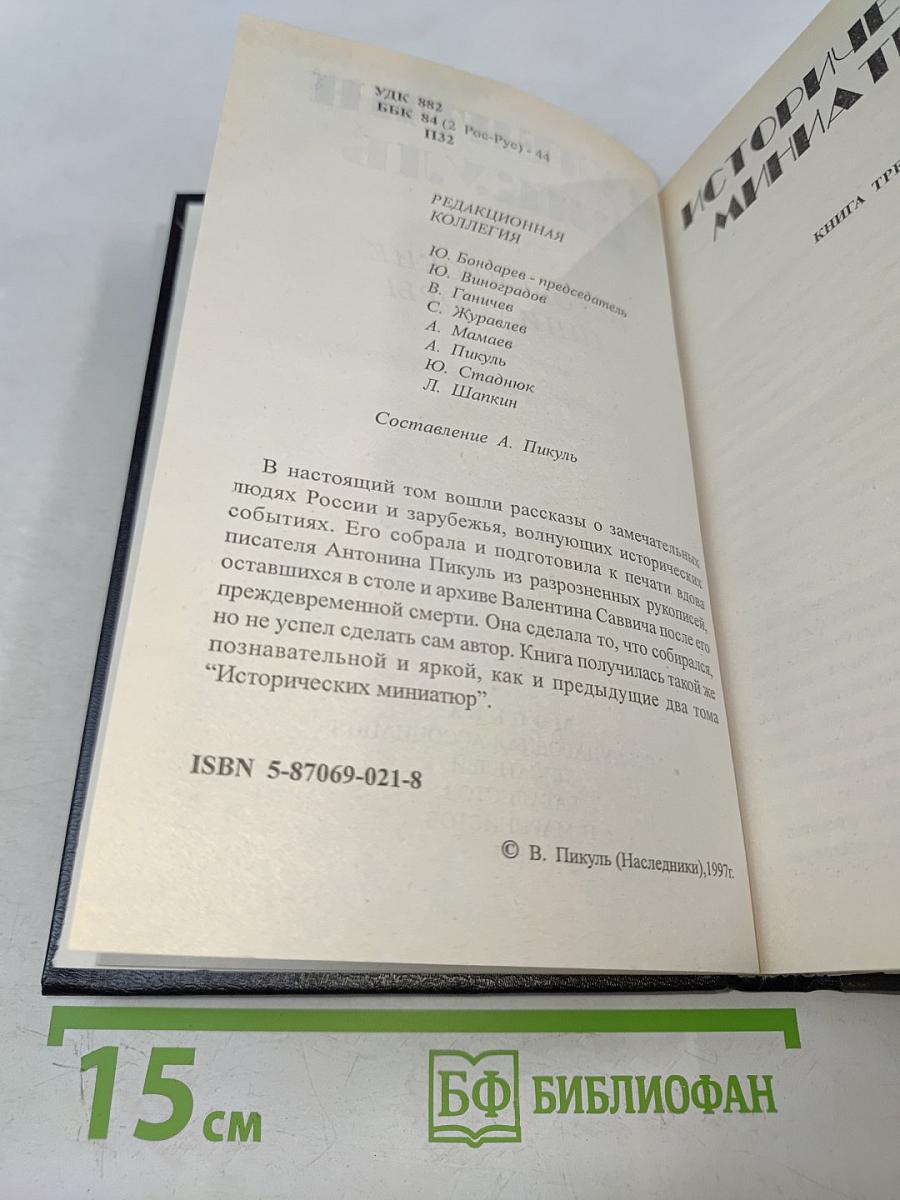 УДК 882
ББК 84 (2 Рос-Рус) - 44
П32
РЕДАКЦИОННАЯ
КОЛЛЕГИЯ
Ю. Бондарев - председатель
Ю. Виноградов
В. Ганичев
С. Журавлев
А. Мамаев
А. Пикуль
Ю. Стаднюк
Л. Шапкин
Составление А. Пикуль
В настоящий том вошли рассказы о замечательных
людях России и зарубежья, волнующих исторических
событиях. Его собрала и подготовила к печати вдова
писателя Антонина Пикуль из разрозненных рукописей,
оставшихся в столе и архиве Валентина Саввича после его
преждевременной смерти. Она сделала то, что собирался,
но не успел сделать сам автор. Книга получилась такой же
познавательной и яркой, как и предыдущие два тома
“Исторических миниатюр”.
ISBN 5-87069-021-8
© В. Пикуль (Наследники),1997г.
ИСТОРИЧЕ
МИНИАТ
КНИГА ТРЕ
15 см
БФ БИБЛИОФАН